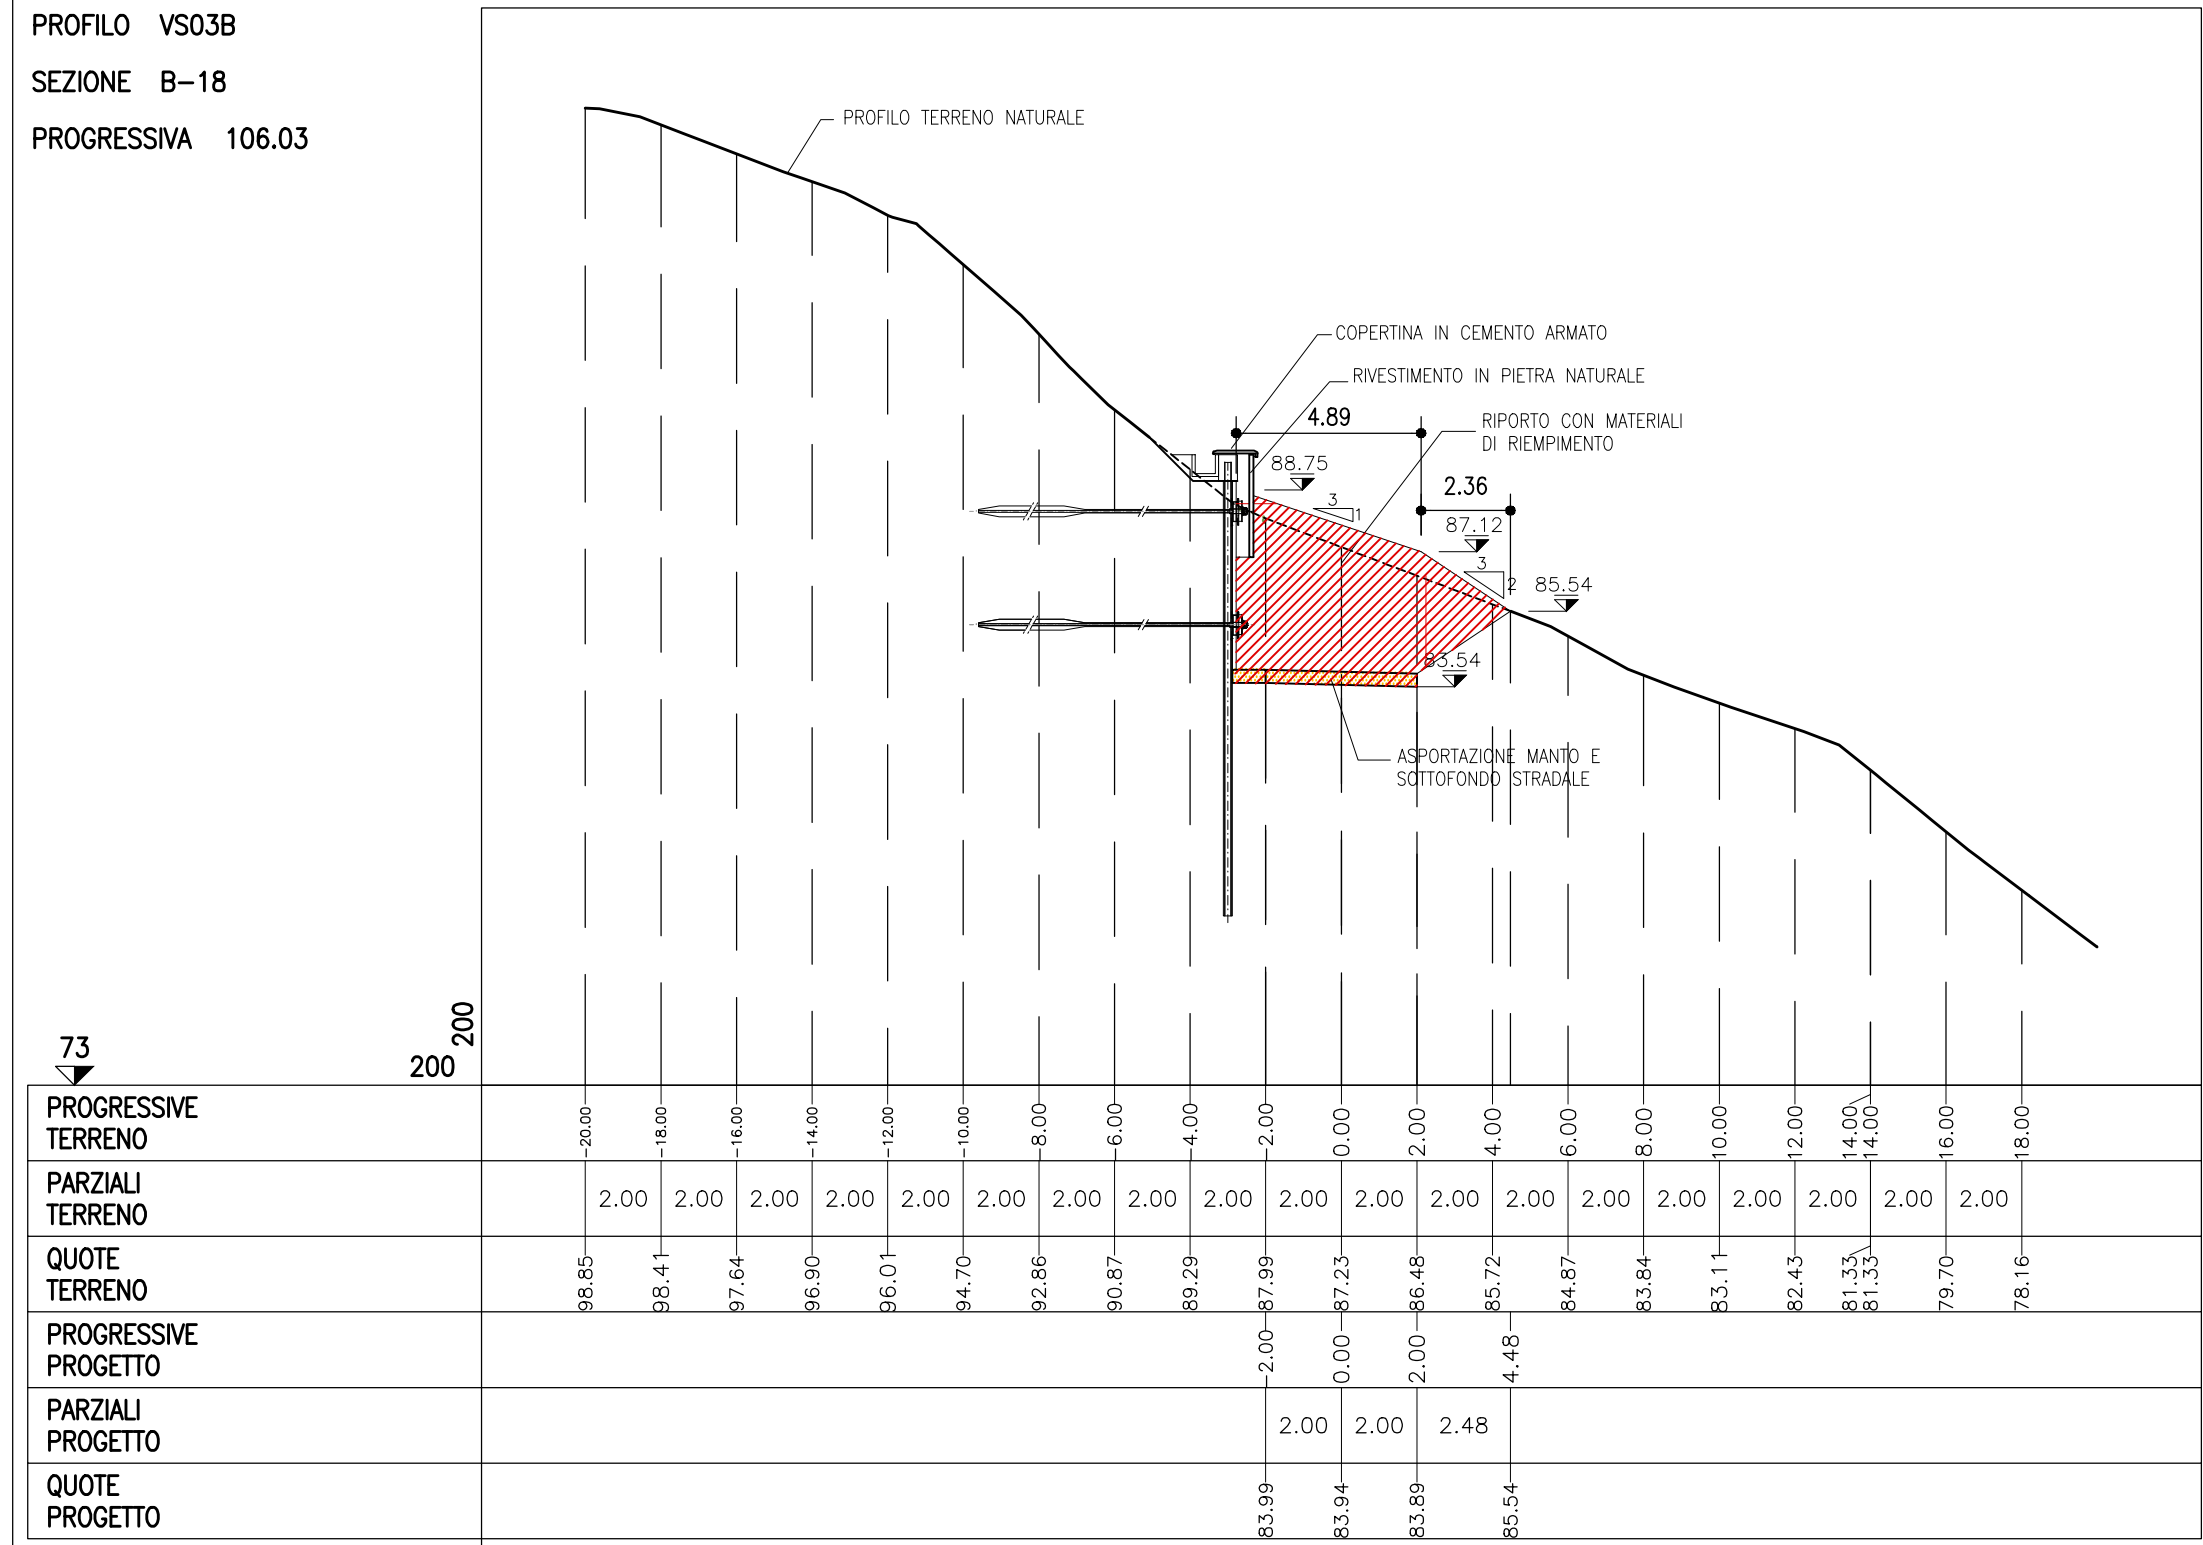 PROFILO VS03B
SEZIONE B-18
PROGRESSIVA 106.03
PROFILO TERRENO NATURALE
COPERTINA IN CEMENTO ARMATO
RIVESTIMENTO IN PIETRA NATURALE
4.89
RIPORTO CON MATERIALI
DI RIEMPIMENTO
88.75
2.36
3
1
87.12
3
2
85.54
83.54
ASPORTAZIONE MANTO E
SOTTOFONDO STRADALE
200
73
200
PROGRESSIVE
TERRENO
-20.00 -18.00 -16.00 -14.00 -12.00 -10.00 -8.00 -6.00 -4.00 -2.00 0.00 2.00 4.00 6.00 8.00 10.00 12.00 14.00 14.00 16.00 18.00
PARZIALI
TERRENO
2.00 2.00 2.00 2.00 2.00 2.00 2.00 2.00 2.00 2.00 2.00 2.00 2.00 2.00 2.00 2.00 2.00 2.00 2.00
QUOTE
TERRENO
98.85 98.41 97.64 96.90 96.01 94.70 92.86 90.87 89.29 87.99 87.23 86.48 85.72 84.87 83.84 83.11 82.43 81.33 81.33 79.70 78.16
PROGRESSIVE
PROGETTO
-2.00 0.00 2.00 4.48
PARZIALI
PROGETTO
2.00 2.00 2.48
QUOTE
PROGETTO
83.99 83.94 83.89 85.54